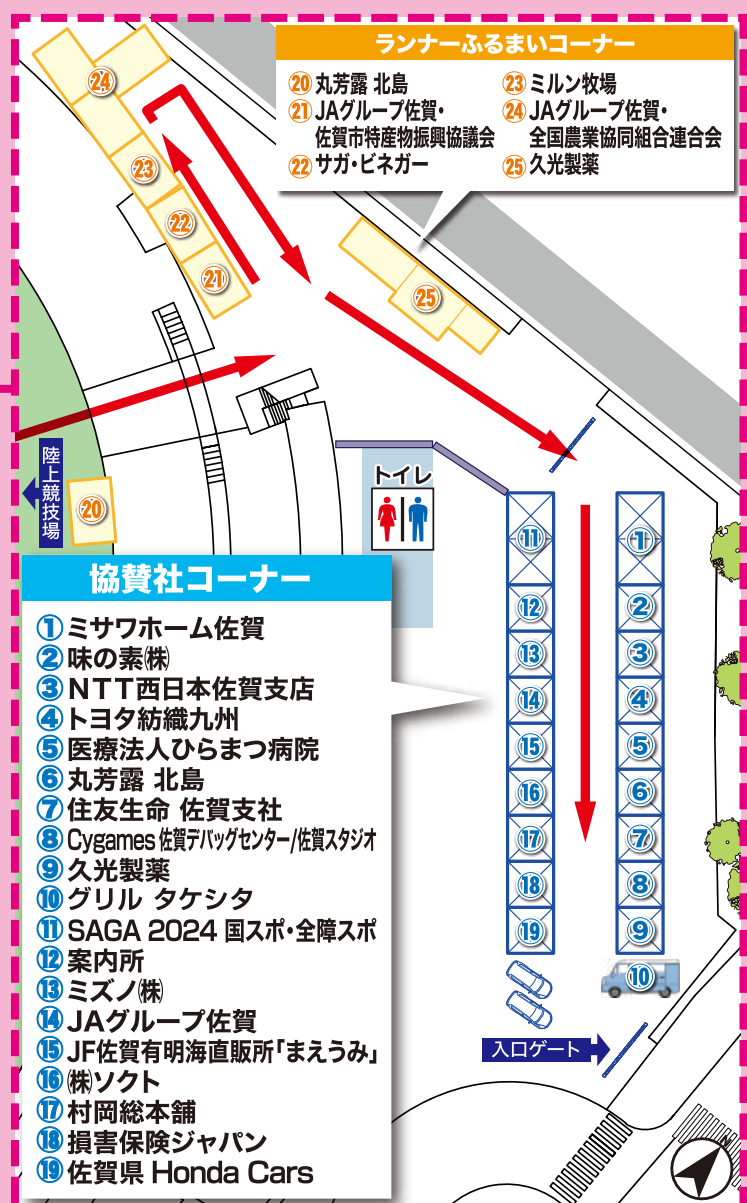 ランナーふるまいコーナー
⑳丸芳露 北島
㉑JAグループ佐賀・
佐賀市特産物振興協議会
㉒サガ・ビネガー
㉓ミルン牧場
㉔JAグループ佐賀・
全国農業協同組合連合会
㉕久光製薬
㉔
㉓
㉒
㉑
㉕
陸上競技場
⑳
トイレ
協賛社コーナー
①ミサワホーム佐賀
②味の素㈱
③NTT西日本佐賀支店
④トヨタ紡織九州
⑤医療法人ひらまつ病院
⑥丸芳露 北島
⑦住友生命 佐賀支社
⑧Cygames 佐賀デバッグセンター/佐賀スタジオ
⑨久光製薬
⑩グリル タケシタ
⑪SAGA 2024 国スポ・全障スポ
⑫案内所
⑬ミズノ㈱
⑭JAグループ佐賀
⑮JF佐賀有明海直販所「まえうみ」
⑯㈱ソクト
⑰村岡総本舗
⑱損害保険ジャパン
⑲佐賀県 Honda Cars
⑪
⑫
⑬
⑭
⑮
⑯
⑰
⑱
⑲
①
②
③
④
⑤
⑥
⑦
⑧
⑨
⑩
入口ゲート
N